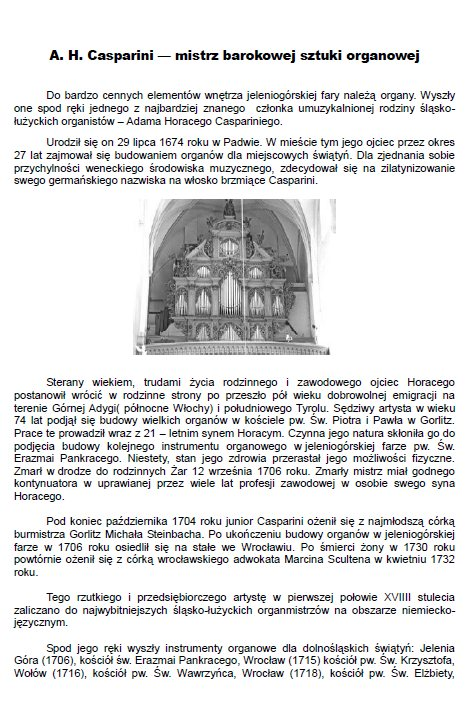 A. H. Casparini — mistrz barokowej sztuki organowej
Do bardzo cennych elementów wnętrza jeleniogórskiej fary należą organy. Wyszły
one spod ręki jednego z najbardziej znanego członka umuzykalnionej rodziny śląsko-
łużyckich organistów – Adama Horacego Caspariniego.
Urodził się on 29 lipca 1674 roku w Padwie. W mieście tym jego ojciec przez okres
27 lat zajmował się budowaniem organów dla miejscowych świątyń. Dla zjednania sobie
przychylności weneckiego środowiska muzycznego, zdecydował się na zilatynizowanie
swego germańskiego nazwiska na włosko brzmiące Casparini.
Sterany wiekiem, trudami życia rodzinnego i zawodowego ojciec Horacego
postanowił wrócić w rodzinne strony po przeszło pół wieku dobrowolnej emigracji na
terenie Górnej Adygi( północne Włochy) i południowego Tyrolu. Sędziwy artysta w wieku
74 lat podjął się budowy wielkich organów w kościele pw. Św. Piotra i Pawła w Gorlitz.
Prace te prowadził wraz z 21 – letnim synem Horacym. Czynna jego natura skłoniła go do
podjęcia budowy kolejnego instrumentu organowego w jeleniogórskiej farze pw. Św.
Erazmai Pankracego. Niestety, stan jego zdrowia przerastał jego możliwości fizyczne.
Zmarł w drodze do rodzinnych Żar 12 września 1706 roku. Zmarły mistrz miał godnego
kontynuatora w uprawianej przez wiele lat profesji zawodowej w osobie swego syna
Horacego.
Pod koniec października 1704 roku junior Casparini ożenił się z najmłodszą córką
burmistrza Gorlitz Michała Steinbacha. Po ukończeniu budowy organów w jeleniogórskiej
farze w 1706 roku osiedlił się na stałe we Wrocławiu. Po śmierci żony w 1730 roku
powtórnie ożenił się z córką wrocławskiego adwokata Marcina Scultena w kwietniu 1732
roku.
Tego rzutkiego i przedsiębiorczego artystę w pierwszej połowie XVIIII stulecia
zaliczano do najwybitniejszych śląsko-łużyckich organmistrzów na obszarze niemiecko-
języcznym.
Spod jego ręki wyszły instrumenty organowe dla dolnośląskich świątyń: Jelenia
Góra (1706), kościół św. Erazmai Pankracego, Wrocław (1715) kościół pw. Św. Krzysztofa,
Wołów (1716), kościół pw. Św. Wawrzyńca, Wrocław (1718), kościół pw. Św. Elżbiety,